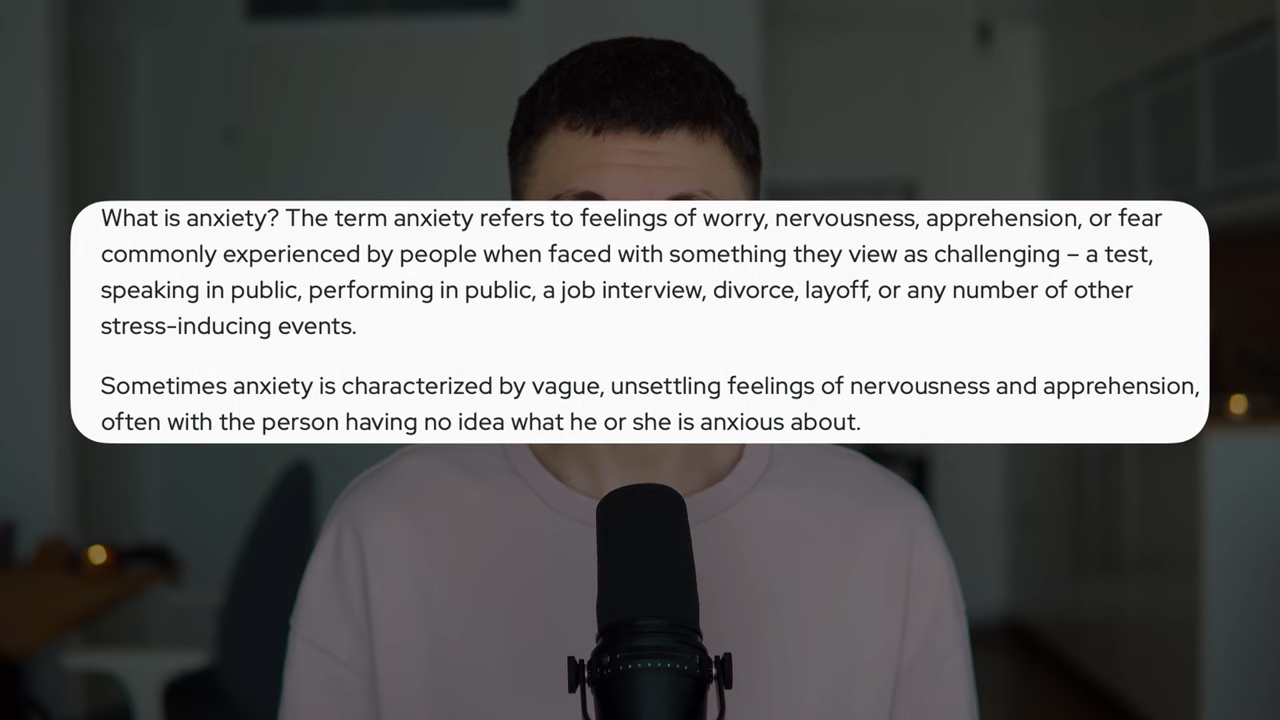 What is anxiety? The term anxiety refers to feelings of worry, nervousness, apprehension, or fear
commonly experienced by people when faced with something they view as challenging – a test,
speaking in public, performing in public, a job interview, divorce, layoff, or any number of other
stress-inducing events.
Sometimes anxiety is characterized by vague, unsettling feelings of nervousness and apprehension,
often with the person having no idea what he or she is anxious about.